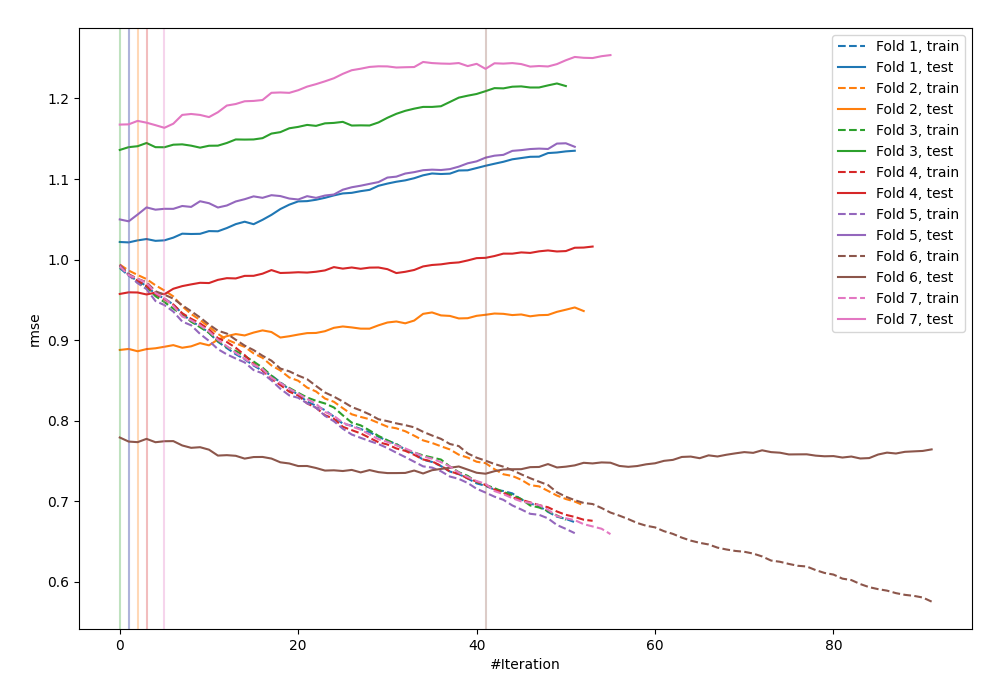 1.2
1.1
1.0
0.9
0.8
0.7
0.6
rmse
0
20
40
60
80
#Iteration
Fold 1, train
Fold 1, test
Fold 2, train
Fold 2, test
Fold 3, train
Fold 3, test
Fold 4, train
Fold 4, test
Fold 5, train
Fold 5, test
Fold 6, train
Fold 6, test
Fold 7, train
Fold 7, test